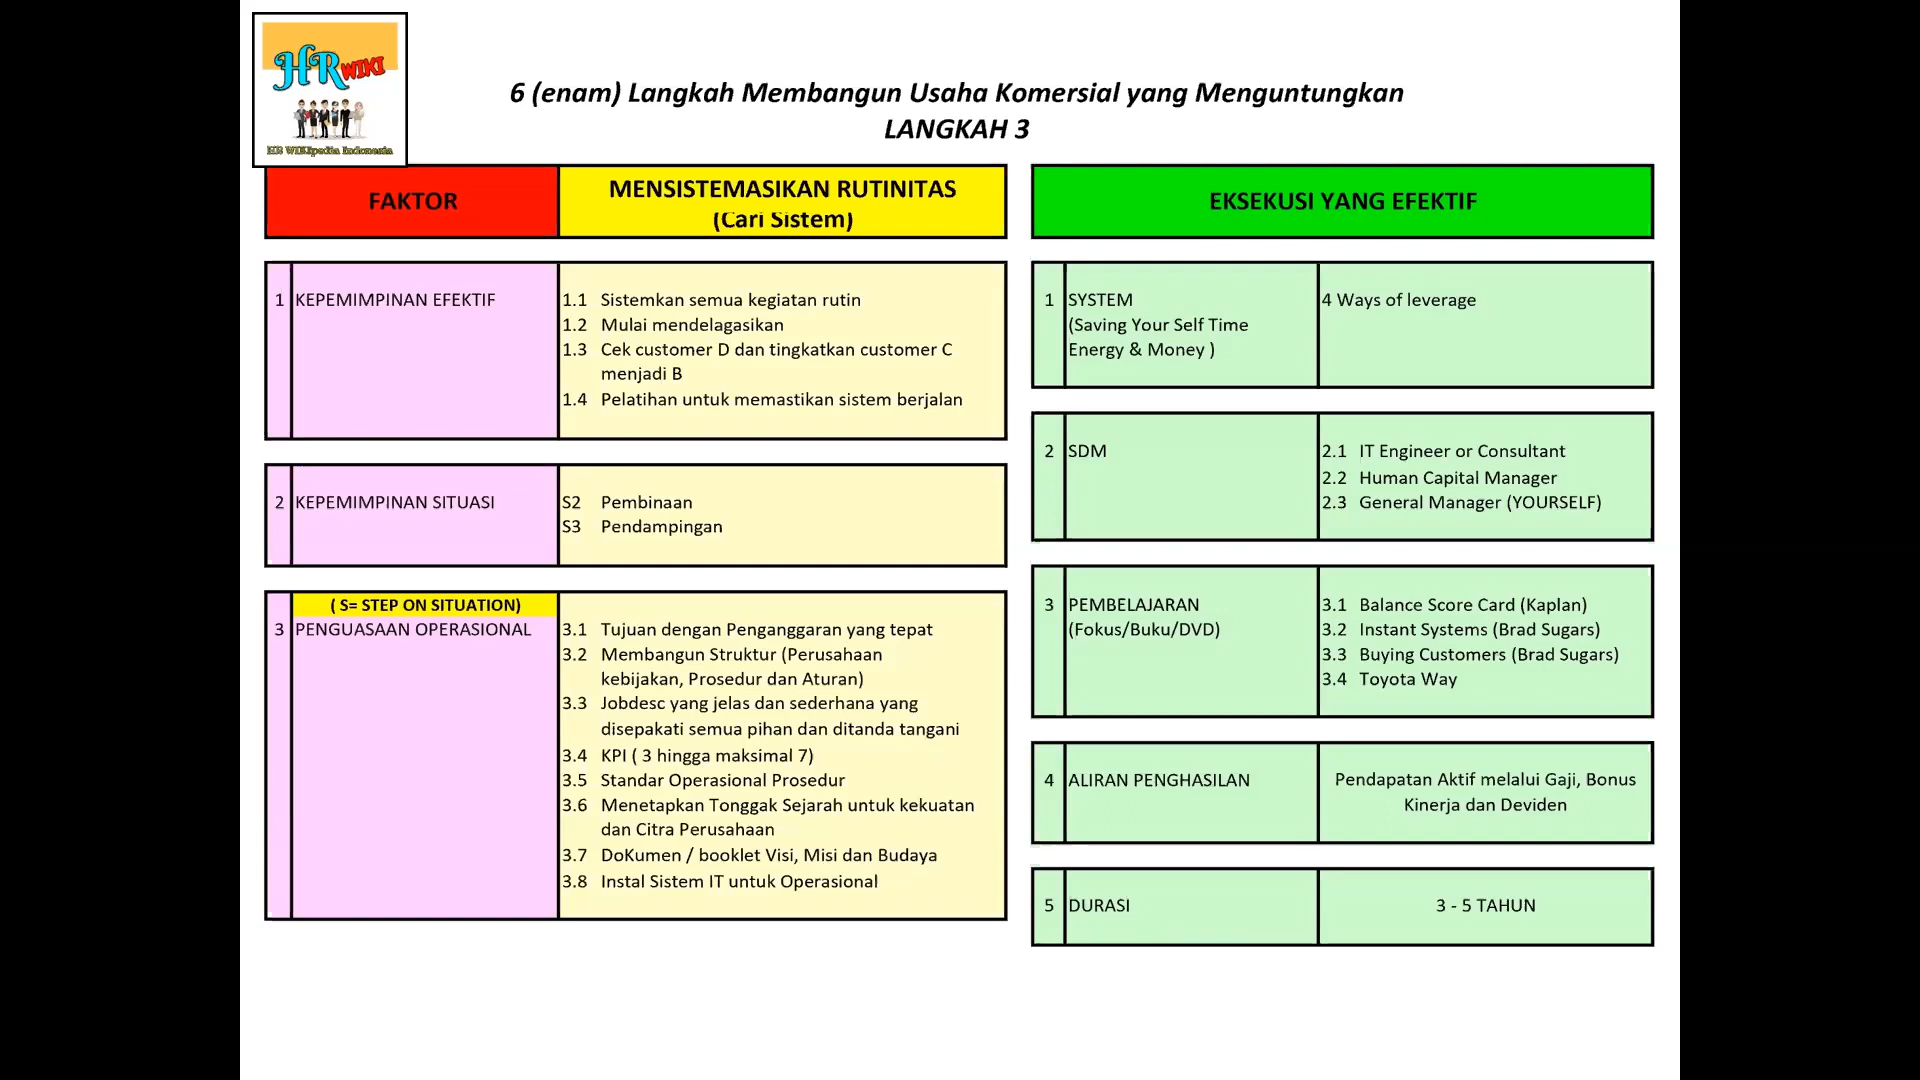 HR WIKI
HR WIKIpedia Indonesia
6 (enam) Langkah Membangun Usaha Komersial yang Menguntungkan
LANGKAH 3
FAKTOR
MENSISTEMASIKAN RUTINITAS
(Cari Sistem)
1 KEPEMIMPINAN EFEKTIF
1.1 Sistemkan semua kegiatan rutin
1.2 Mulai mendelagasikan
1.3 Cek customer D dan tingkatkan customer C
menjadi B
1.4 Pelatihan untuk memastikan sistem berjalan
2 KEPEMIMPINAN SITUASI
S2 Pembinaan
S3 Pendampingan
( S= STEP ON SITUATION)
3 PENGUASAAN OPERASIONAL
3.1 Tujuan dengan Penganggaran yang tepat
3.2 Membangun Struktur (Perusahaan
kebijakan, Prosedur dan Aturan)
3.3 Jobdesc yang jelas dan sederhana yang
disepakati semua pihan dan ditanda tangani
3.4 KPI ( 3 hingga maksimal 7)
3.5 Standar Operasional Prosedur
3.6 Menetapkan Tonggak Sejarah untuk kekuatan
dan Citra Perusahaan
3.7 DoKumen / booklet Visi, Misi dan Budaya
3.8 Instal Sistem IT untuk Operasional
EKSEKUSI YANG EFEKTIF
1 SYSTEM
(Saving Your Self Time
Energy & Money )
4 Ways of leverage
2 SDM
2.1 IT Engineer or Consultant
2.2 Human Capital Manager
2.3 General Manager (YOURSELF)
3 PEMBELAJARAN
(Fokus/Buku/DVD)
3.1 Balance Score Card (Kaplan)
3.2 Instant Systems (Brad Sugars)
3.3 Buying Customers (Brad Sugars)
3.4 Toyota Way
4 ALIRAN PENGHASILAN
Pendapatan Aktif melalui Gaji, Bonus
Kinerja dan Deviden
5 DURASI
3 - 5 TAHUN